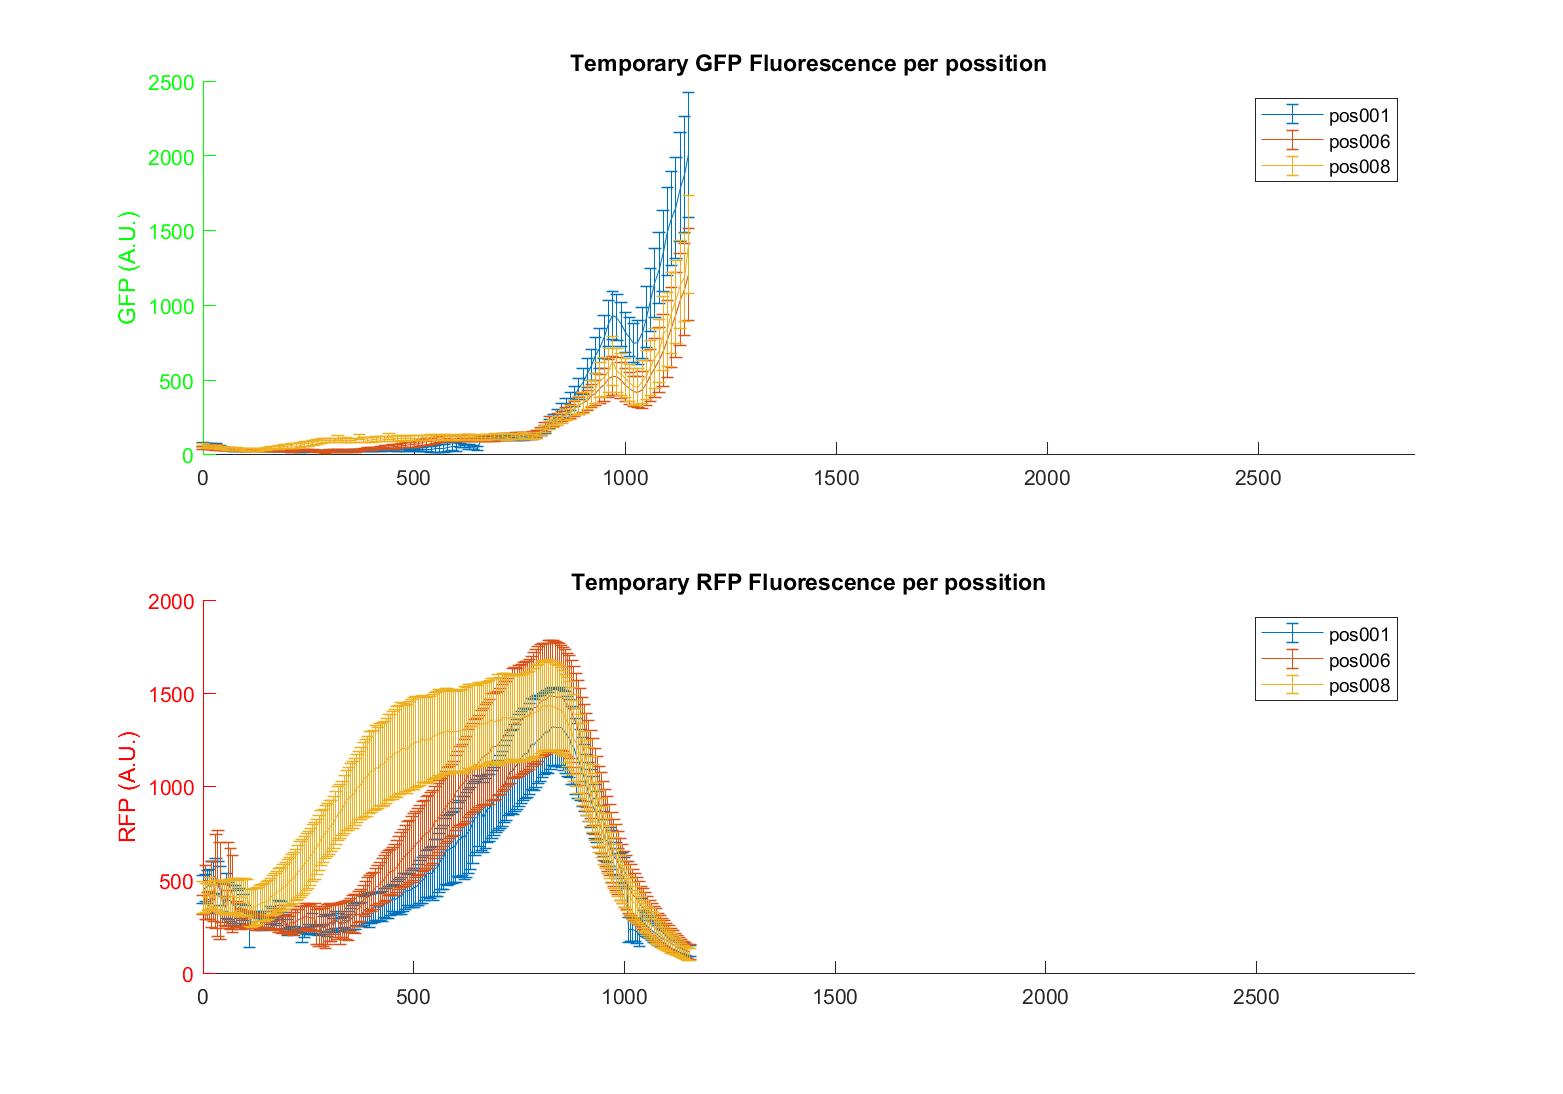 Temporary GFP Fluorescence per possition
2500
2000
1500
1000
500
0
GFP (A.U.)
0 500 1000 1500 2000 2500
pos001
pos006
pos008
Temporary RFP Fluorescence per possition
2000
1500
1000
500
0
RFP (A.U.)
0 500 1000 1500 2000 2500
pos001
pos006
pos008